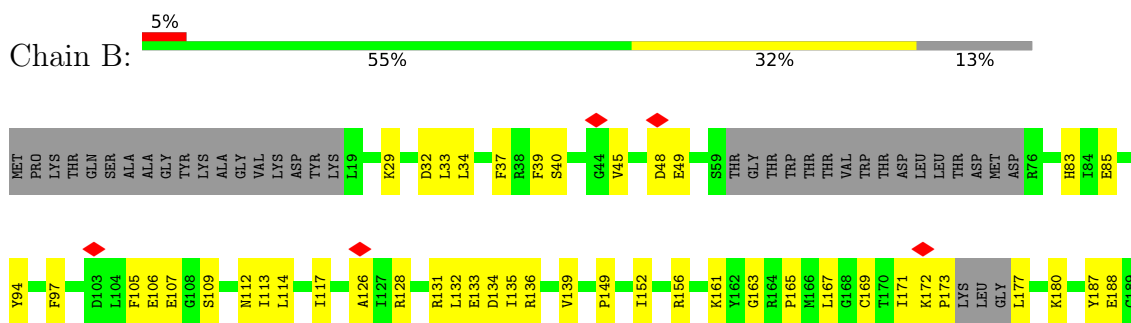 5%
Chain B:
55% 32% 13%
MET PRO LYS THR GLN SER ALA ALA GLY TYR LYS ALA GLY VAL LYS ASP TYR LYS L19 K29 D32 L33 L34 F37 R38 F39 S40 G44 V45 D48 E49 S59 THR GLY THR THR TRP THR THR VAL TRP THR ASP LEU LEU THR ASP MET ASP R76 H83 I84 E85
Y94 F97 D103 L104 F105 E106 E107 G108 S109 N112 I113 L114 I117 A126 I127 R128 R131 L132 E133 D134 I135 R136 V139 P149 I152 R156 K161 Y162 G163 R164 P165 M166 L167 G168 C169 T170 I171 K172 P173 LYS LEU GLY L177 K180 Y187 E188